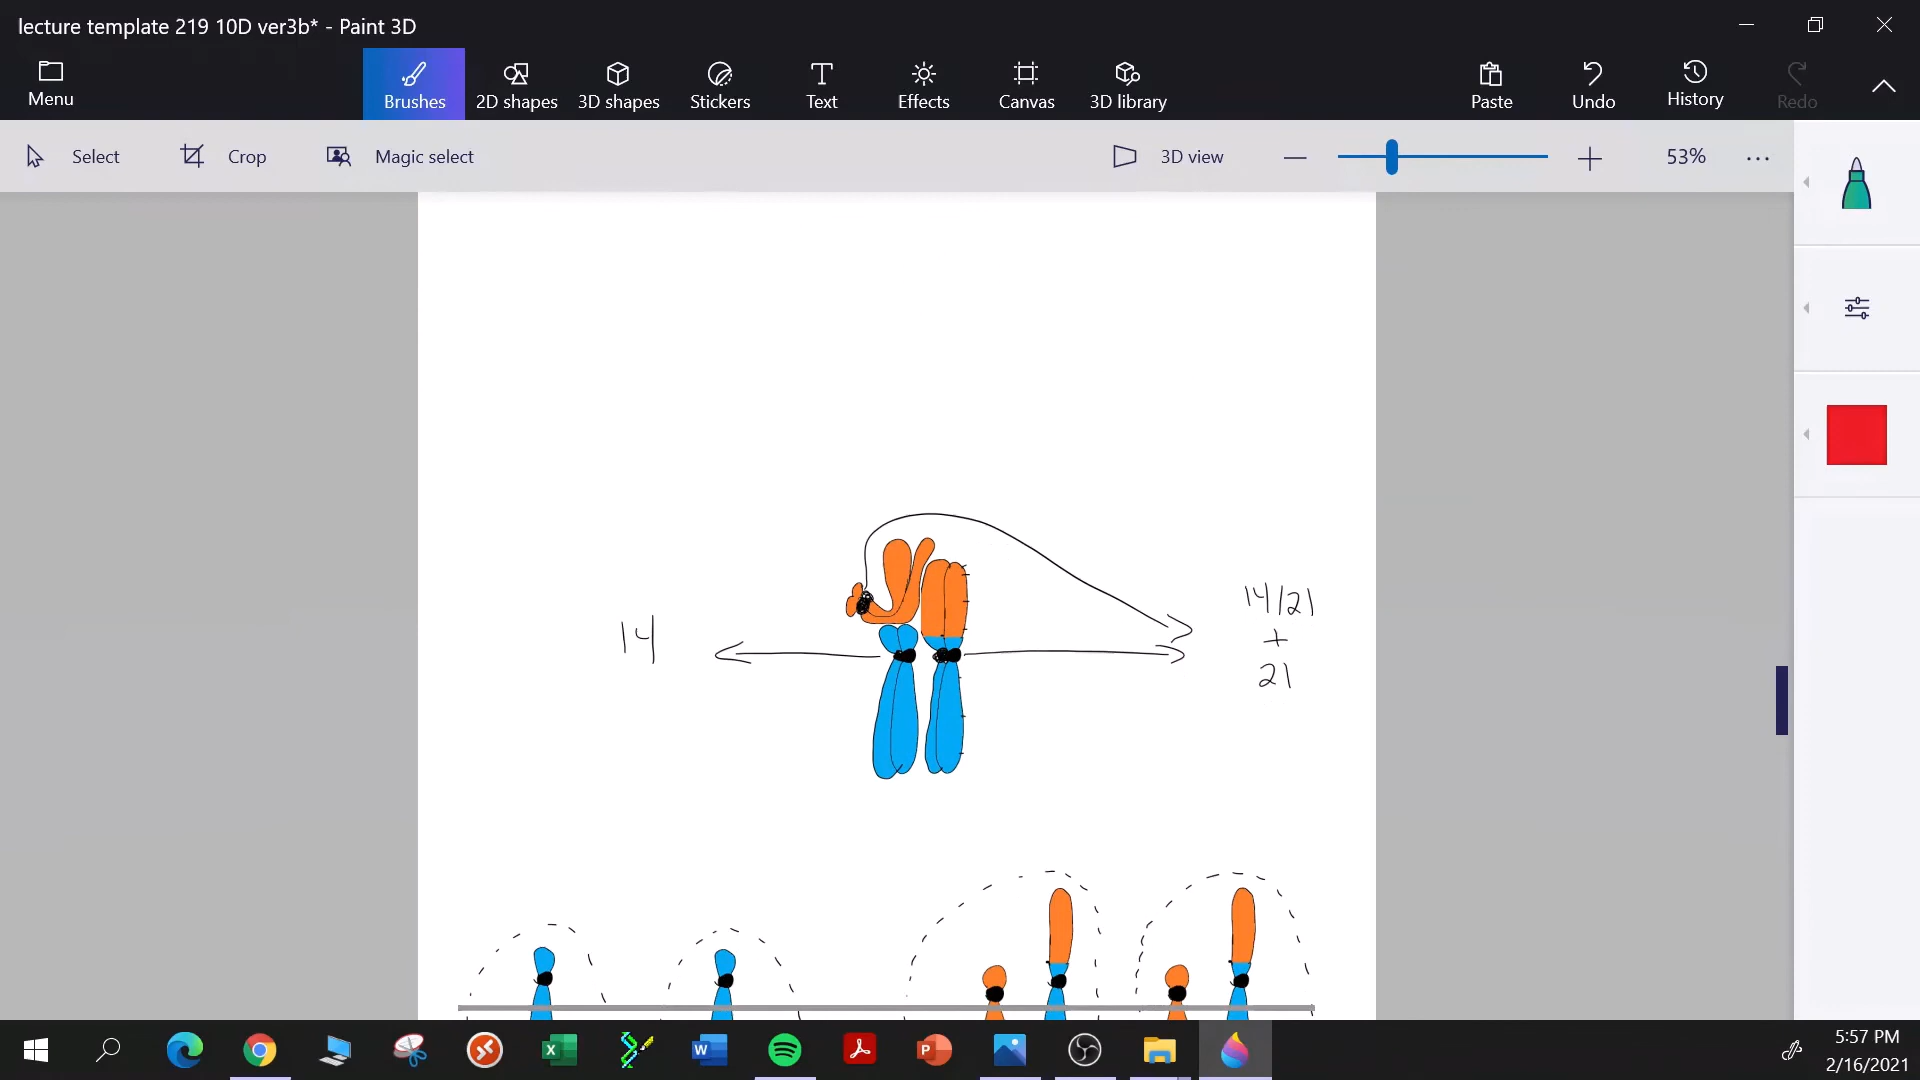 lecture template 219 10D ver3b* - Paint 3D
Menu
Brushes
2D shapes
3D shapes
Stickers
Text
Effects
Canvas
3D library
Paste
Undo
History
Redo
Select
Crop
Magic select
3D view
53%
14
14/21
+
21
5:57 PM
2/16/2021